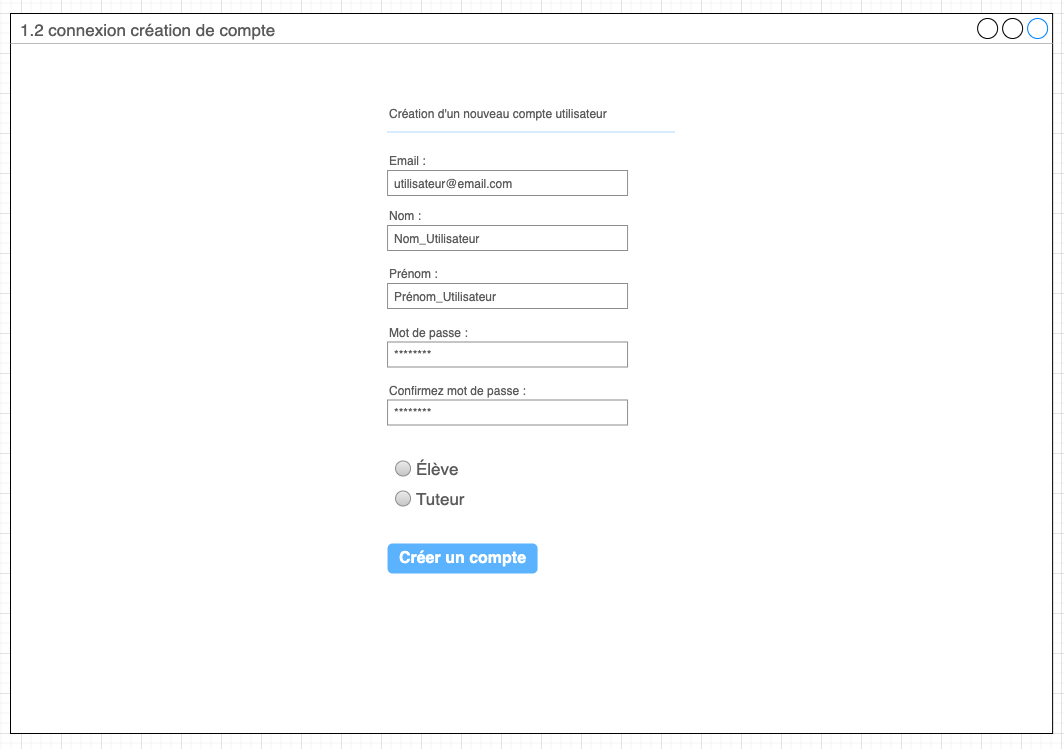 1.2 connexion création de compte
Création d'un nouveau compte utilisateur
Email :
utilisateur@email.com
Nom :
Nom_Utilisateur
Prénom :
Prénom_Utilisateur
Mot de passe :
********
Confirmez mot de passe :
********
Élève
Tuteur
Créer un compte